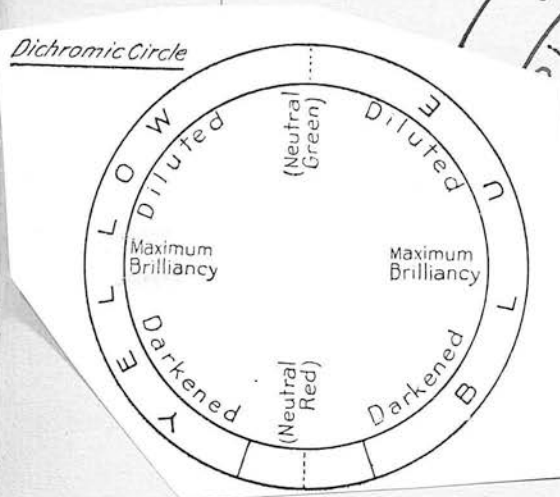 Dichromic Circle
YELLOW
BLUE
Diluted
(Neutral
Green)
Diluted
Maximum
Brilliancy
Maximum
Brilliancy
Darkened
(Neutral
Red)
Darkened